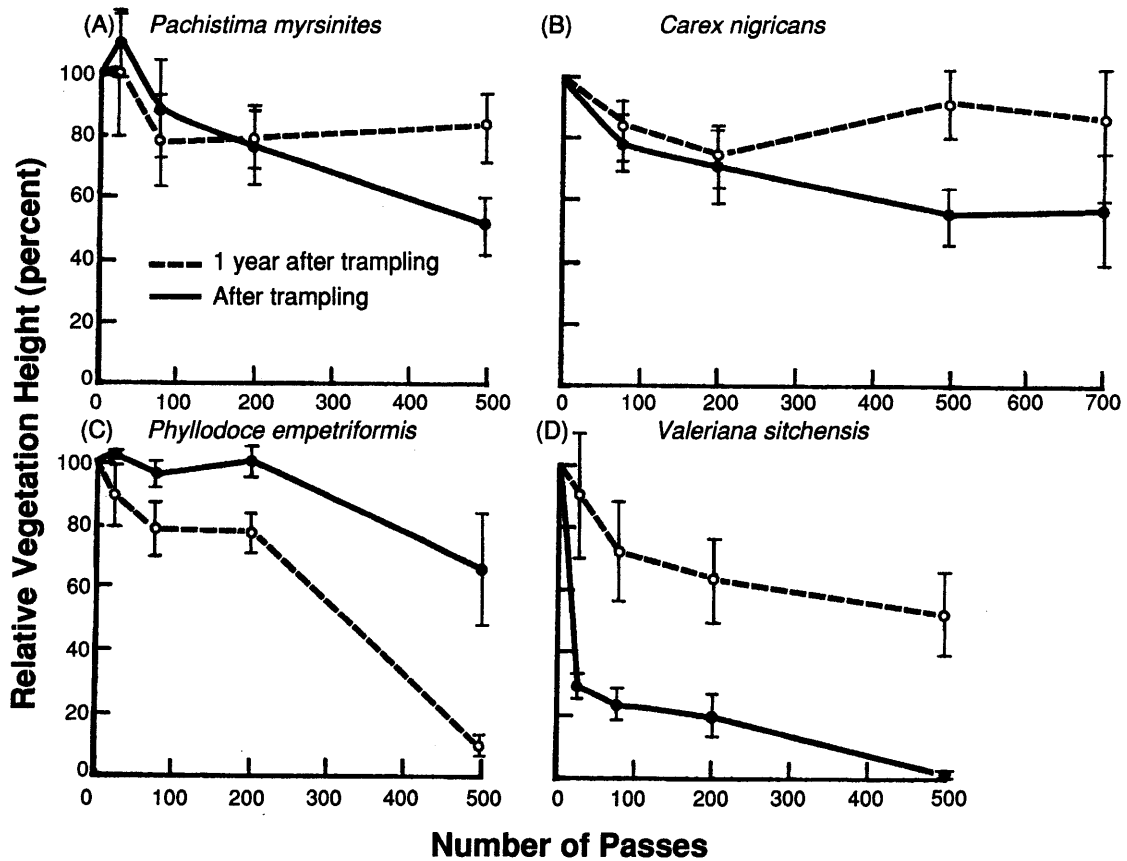 (A) Pachistima myrsinites
(B) Carex nigricans
100
80
60
40
20
0
1 year after trampling
After trampling
0 100 200 300 400 500
0 100 200 300 400 500 600 700
(C) Phyllodoce empetriformis
(D) Valeriana sitchensis
100
80
60
40
20
0
0 100 200 300 400 500
0 100 200 300 400 500
Relative Vegetation Height (percent)
Number of Passes